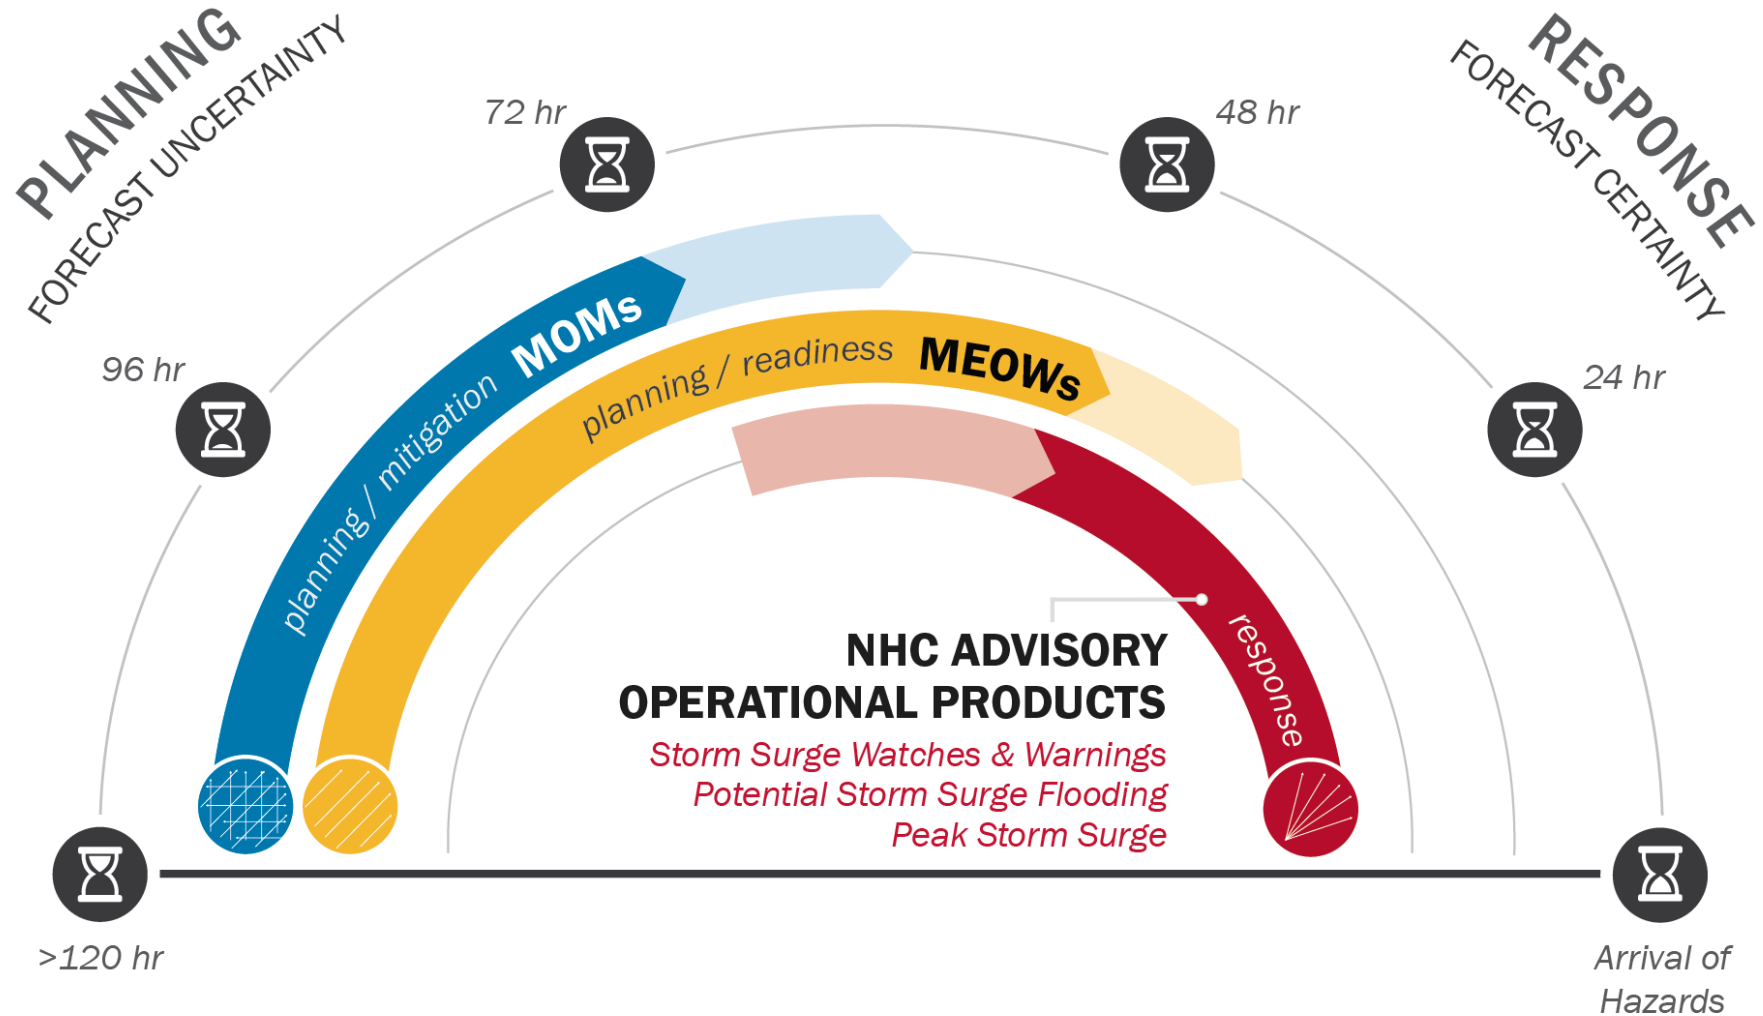 PLANNING
FORECAST UNCERTAINTY
RESPONSE
FORECAST CERTAINTY
72 hr
48 hr
96 hr
24 hr
planning / mitigation MOMs
planning / readiness MEOWs
response
NHC ADVISORY
OPERATIONAL PRODUCTS
Storm Surge Watches & Warnings
Potential Storm Surge Flooding
Peak Storm Surge
>120 hr
Arrival of
Hazards